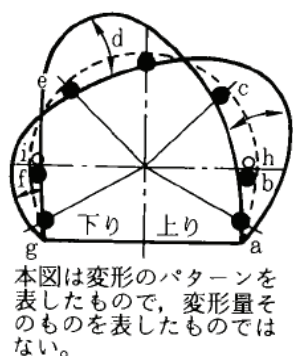 d
e
c
i
h
f
b
下り
上り
g
a
本図は変形のパターンを
表したもので，変形量そ
のものを表したものでは
ない。